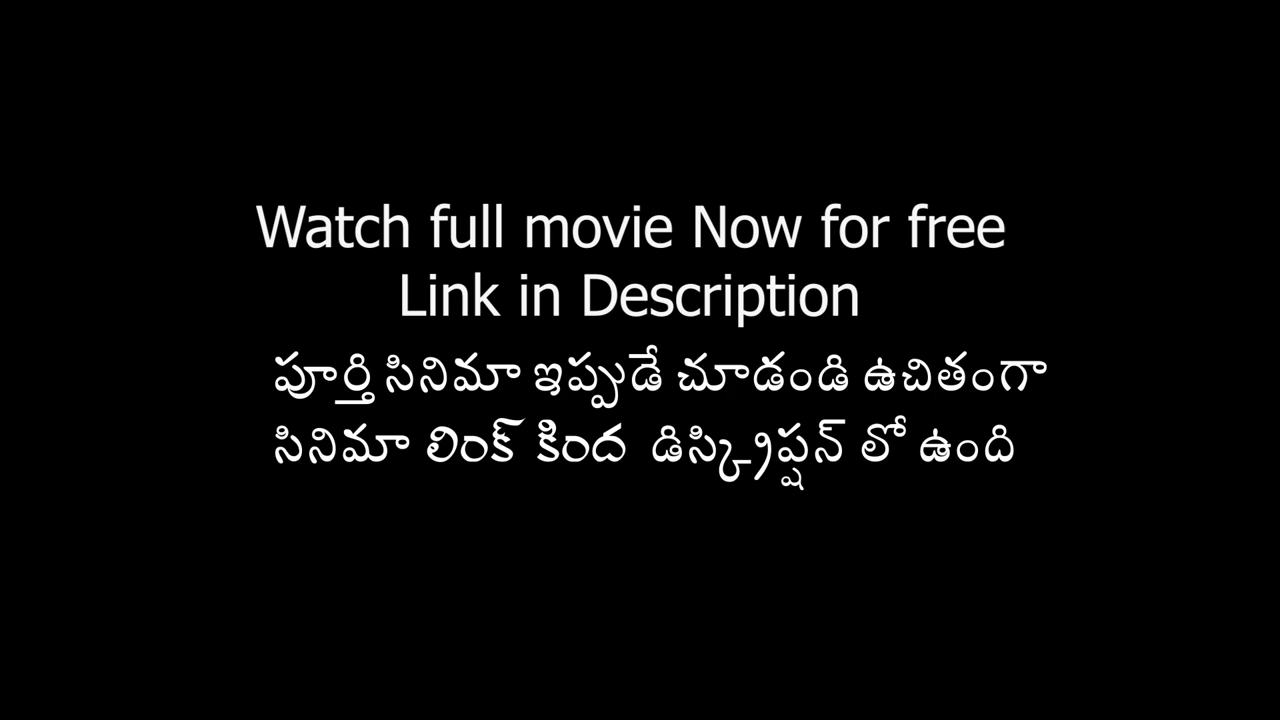 Watch full movie Now for free
Link in Description
పూర్తి సినిమా ఇప్పుడే చూడండి ఉచితంగా
సినిమా లింక్ కింద డిస్క్రిప్షన్ లో ఉంది